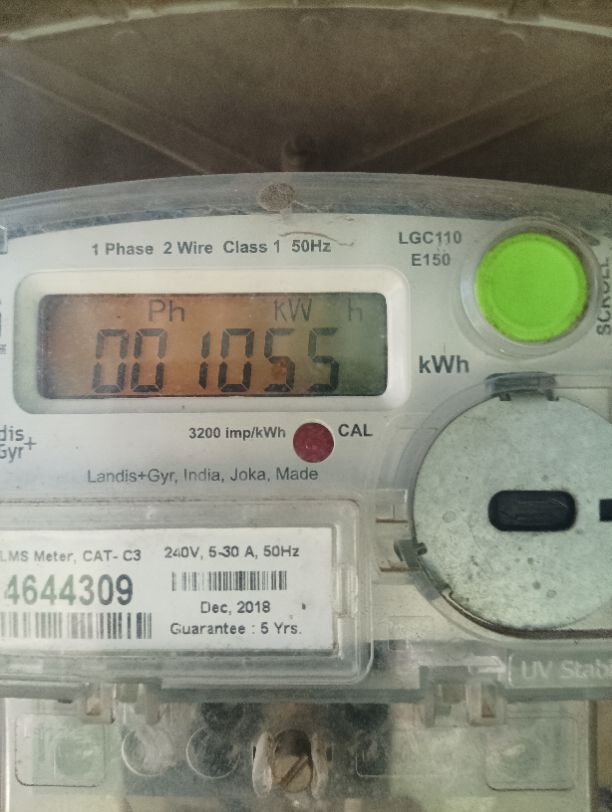 1 Phase 2 Wire Class 1 50Hz
LGC110
E150
Ph kW h
001055
kWh
3200 imp/kWh
CAL
dis
Gyr+
Landis+Gyr, India, Joka, Made
LMS Meter, CAT- C3
4644309
240V, 5-30 A, 50Hz
Dec, 2018
Guarantee : 5 Yrs.
UV Stab